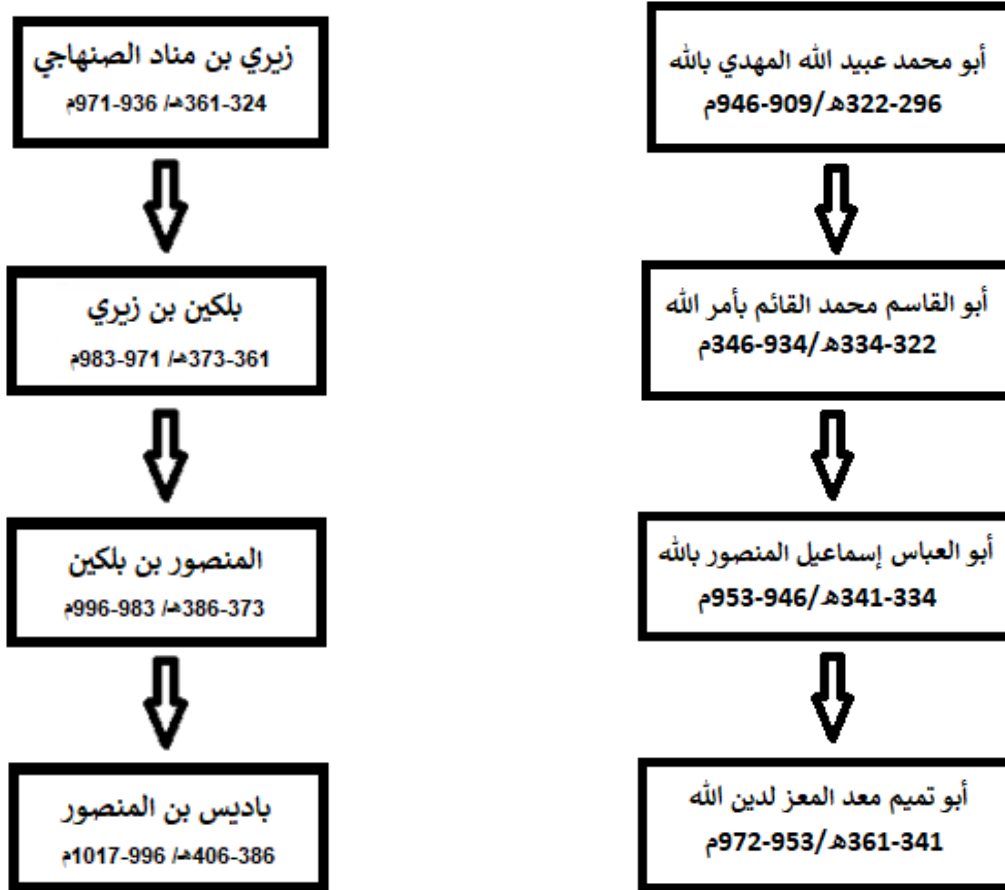 أبو محمد عبيد الله المهدي بالله
296-322هـ/909-946م
أبو القاسم محمد القائم بأمر الله
322-334هـ/934-346م
أبو العباس إسماعيل المنصور بالله
334-341هـ/946-953م
أبو تميم معد المعز لدين الله
341-361هـ/953-972م
زيري بن مناد الصنهاجي
324-361هـ/ 936-971م
بلكين بن زيري
361-373هـ/ 971-983م
المنصور بن بلكين
373-386هـ/ 983-996م
باديس بن المنصور
386-406هـ/ 996-1017م